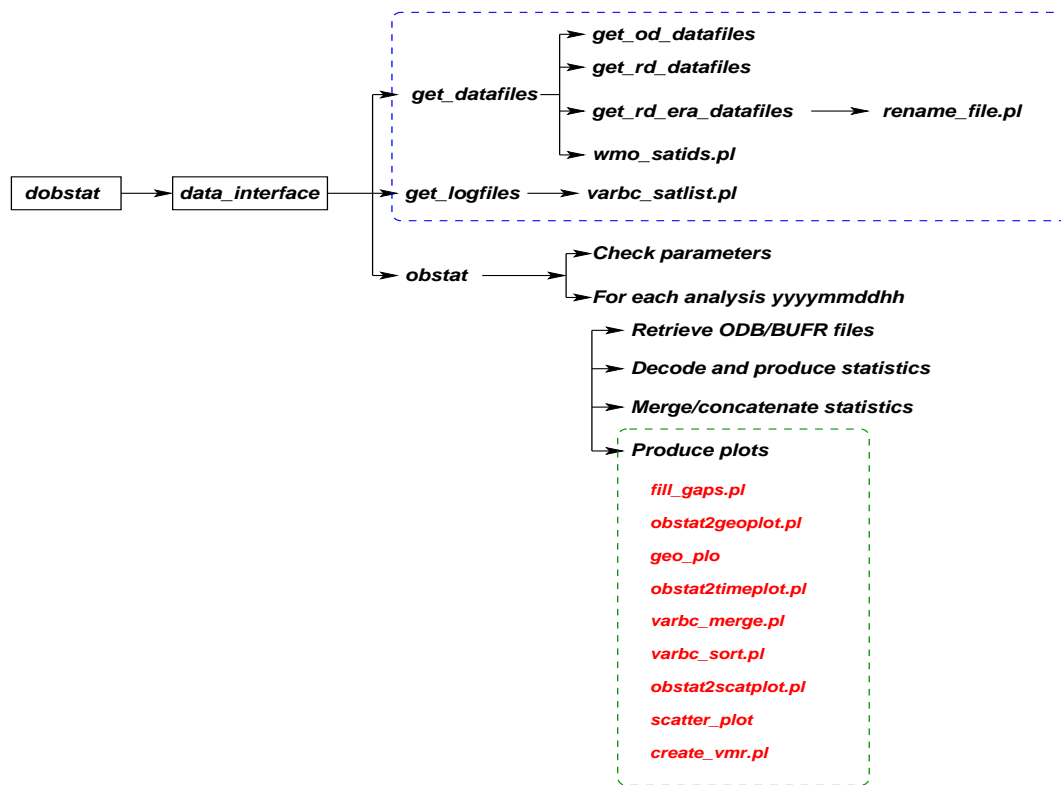 get_od_datafiles
get_rd_datafiles
get_datafiles
get_rd_era_datafiles
rename_file.pl
wmo_satids.pl
dobstat
data_interface
get_logfiles
varbc_satlist.pl
Check parameters
obstat
For each analysis yyyymmddhh
Retrieve ODB/BUFR files
Decode and produce statistics
Merge/concatenate statistics
Produce plots
fill_gaps.pl
obstat2geoplot.pl
geo_plo
obstat2timeplot.pl
varbc_merge.pl
varbc_sort.pl
obstat2scatplot.pl
scatter_plot
create_vmr.pl